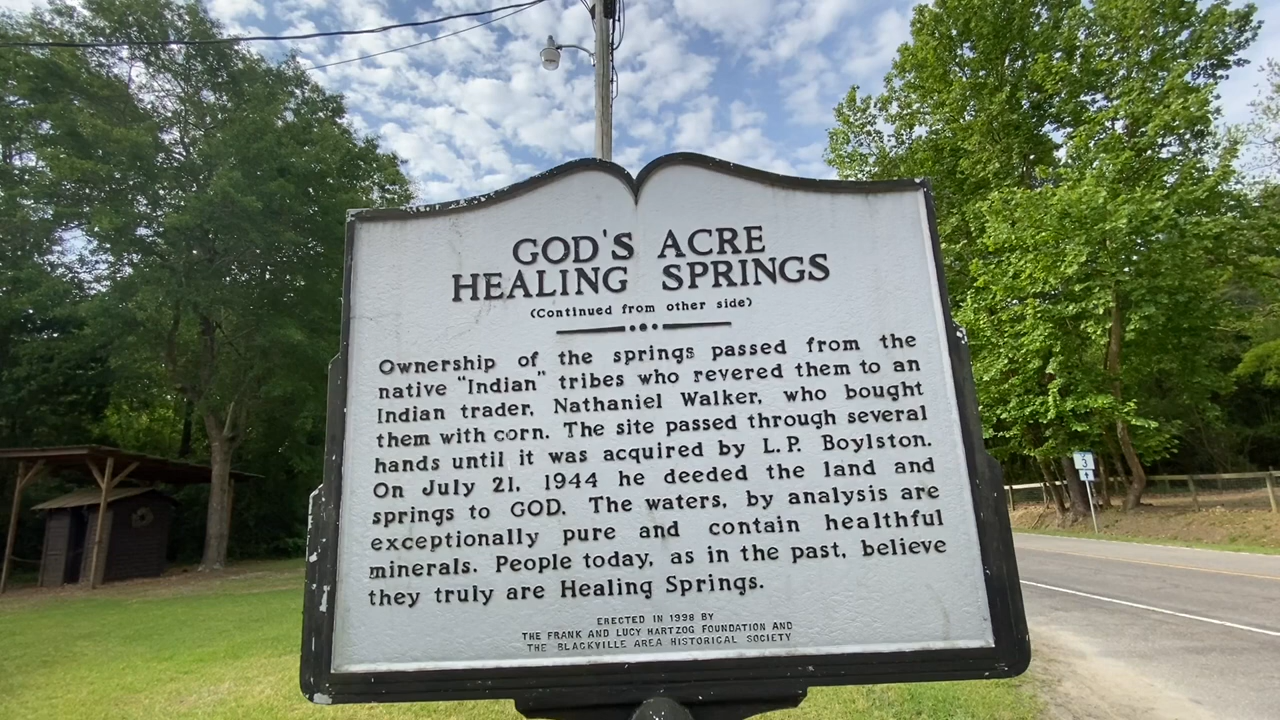 GOD'S ACRE
HEALING SPRINGS
(Continued from other side)
Ownership of the springs passed from the
native "Indian" tribes who revered them to an
Indian trader, Nathaniel Walker, who bought
them with corn. The site passed through several
hands until it was acquired by L.P. Boylston.
On July 21, 1944 he deeded the land and
springs to GOD. The waters, by analysis are
exceptionally pure and contain healthful
minerals. People today, as in the past, believe
they truly are Healing Springs.
ERECTED IN 1998 BY
THE FRANK AND LUCY HARTZOG FOUNDATION AND
THE BLACKVILLE AREA HISTORICAL SOCIETY
3